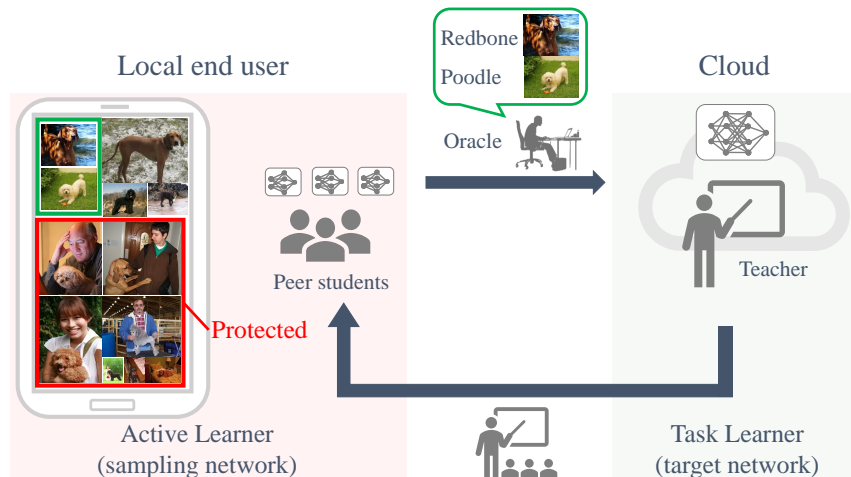 Redbone
Poodle
Local end user
Cloud
Oracle
Peer students
Teacher
Protected
Active Learner
(sampling network)
Task Learner
(target network)